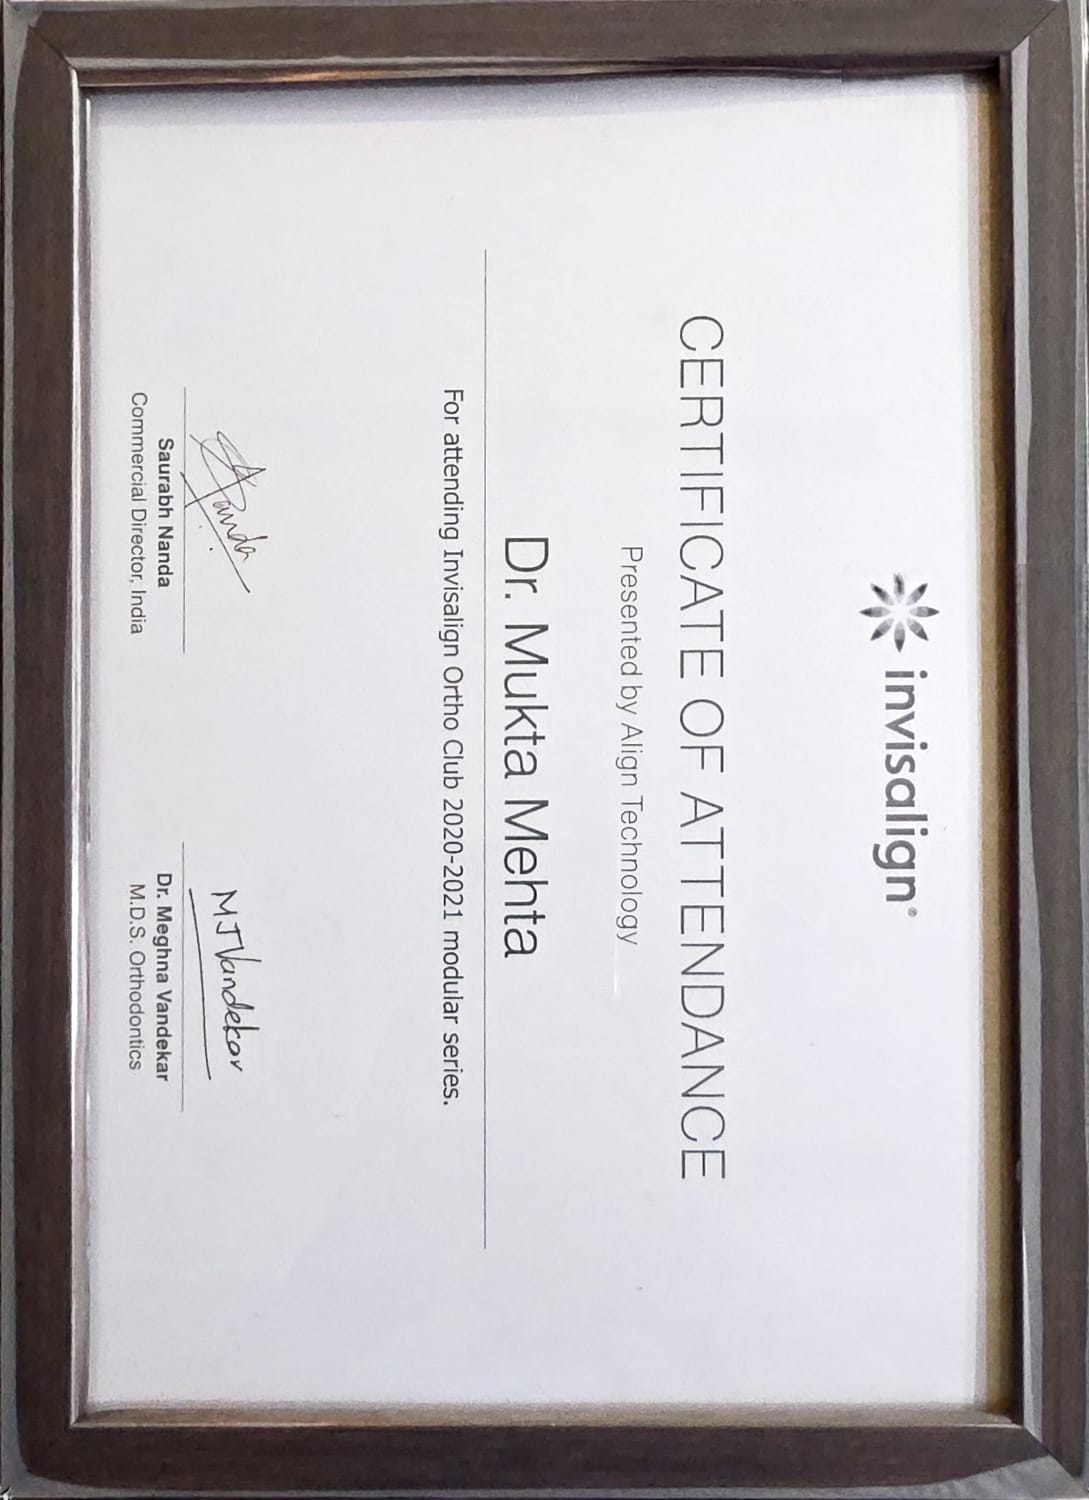 invisalign®
CERTIFICATE OF ATTENDANCE
Presented by Align Technology
Dr. Mukta Mehta
For attending Invisalign Ortho Club 2020-2021 modular series.
MJVandekar
Saurabh Nanda
Commercial Director, India
Dr. Meghna Vandekar
M.D.S. Orthodontics